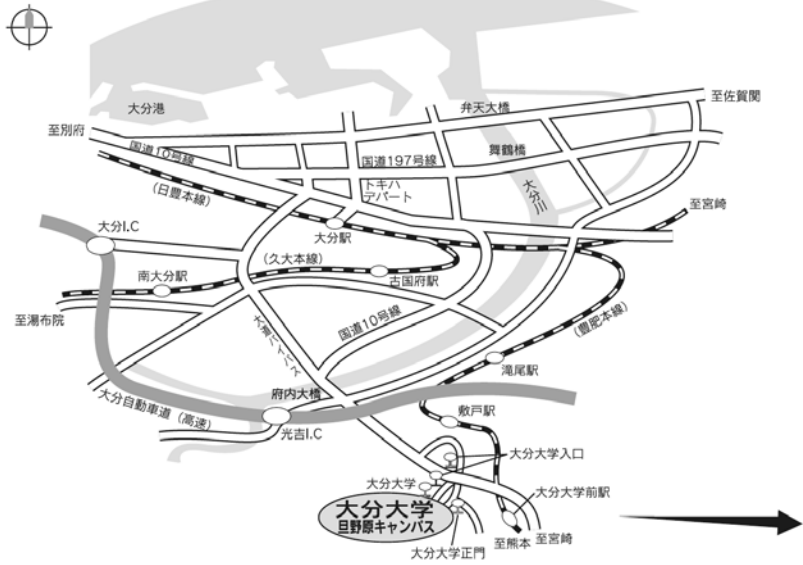 大分港
弁天大橋
至佐賀関
至別府
国道10号線
国道197号線
舞鶴橋
トキハ
デパート
(日豊本線)
大分川
至宮崎
大分I.C
大分駅
(久大本線)
南大分駅
古国府駅
至湯布院
大道バイパス
国道10号線
(豊肥本線)
滝尾駅
大分自動車道(高速)
府内大橋
光吉I.C
敷戸駅
大分大学入口
大分大学
大分大学前駅
大分大学
旦野原キャンパス
至熊本
至宮崎
大分大学正門